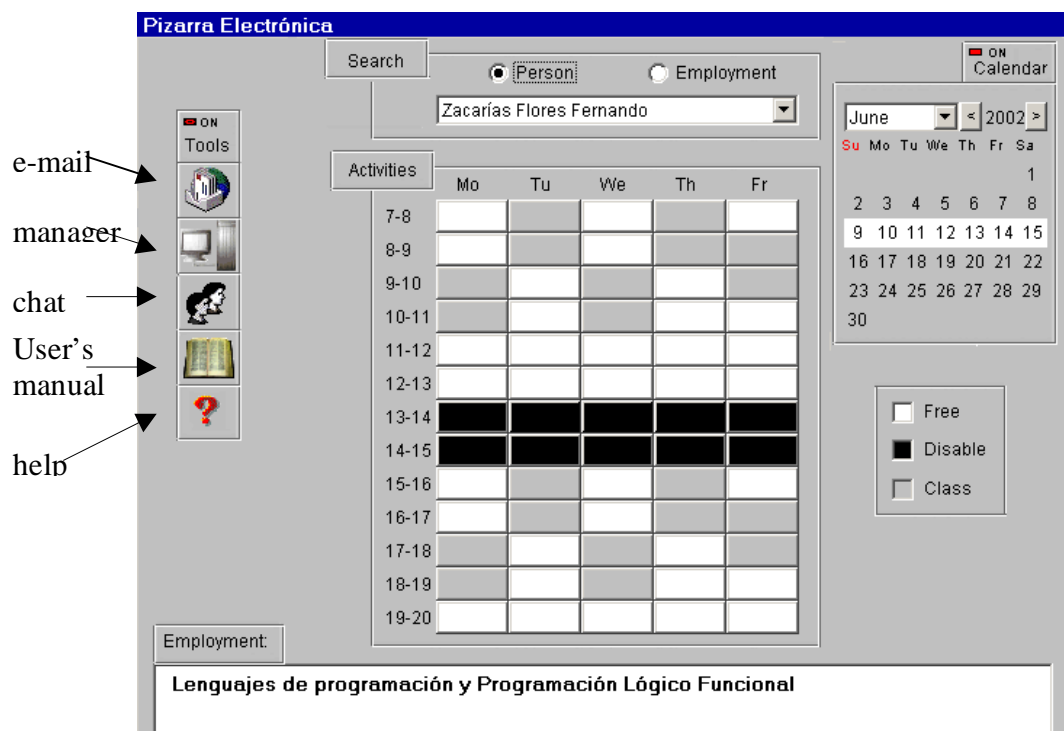 Pizarra Electrónica
Search
Person
Employment
Zacarías Flores Fernando
ON
Calendar
June
<
2002
>
Su Mo Tu We Th Fr Sa
1
2 3 4 5 6 7 8
9 10 11 12 13 14 15
16 17 18 19 20 21 22
23 24 25 26 27 28 29
30
ON
Tools
e-mail
manager
chat
User's
manual
help
?
Activities
Mo Tu We Th Fr
7-8
8-9
9-10
10-11
11-12
12-13
13-14
14-15
15-16
16-17
17-18
18-19
19-20
Free
Disable
Class
Employment:
Lenguajes de programación y Programación Lógico Funcional